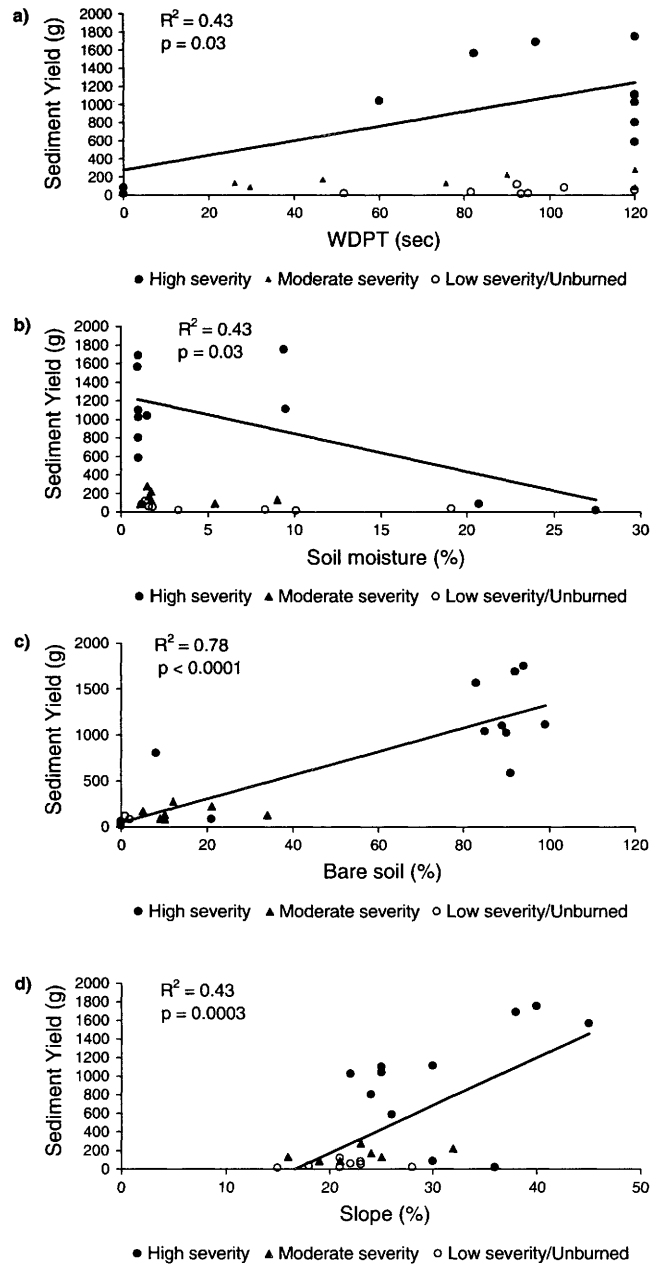 a)
R² = 0.43
p = 0.03
Sediment Yield (g)
2000
1800
1600
1400
1200
1000
800
600
400
200
0
0 20 40 60 80 100 120
WDPT (sec)
● High severity ▲ Moderate severity ○ Low severity/Unburned
b)
R² = 0.43
p = 0.03
Sediment Yield (g)
2000
1800
1600
1400
1200
1000
800
600
400
200
0
0 5 10 15 20 25 30
Soil moisture (%)
● High severity ▲ Moderate severity ○ Low severity/Unburned
c)
R² = 0.78
p < 0.0001
Sediment Yield (g)
2000
1500
1000
500
0
0 20 40 60 80 100 120
Bare soil (%)
● High severity ▲ Moderate severity ○ Low severity/Unburned
d)
R² = 0.43
p = 0.0003
Sediment Yield (g)
2000
1800
1600
1400
1200
1000
800
600
400
200
0
0 10 20 30 40 50
Slope (%)
● High severity ▲ Moderate severity ○ Low severity/Unburned